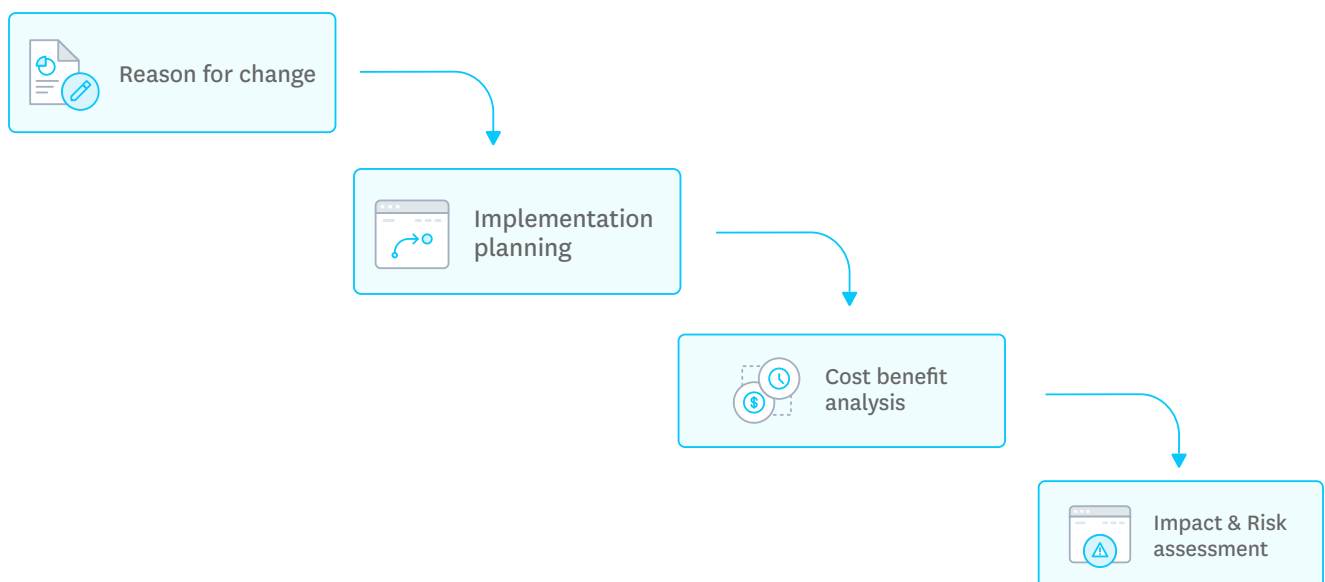 Reason for change
Implementation
planning
Cost benefit
analysis
$
Impact & Risk
assessment